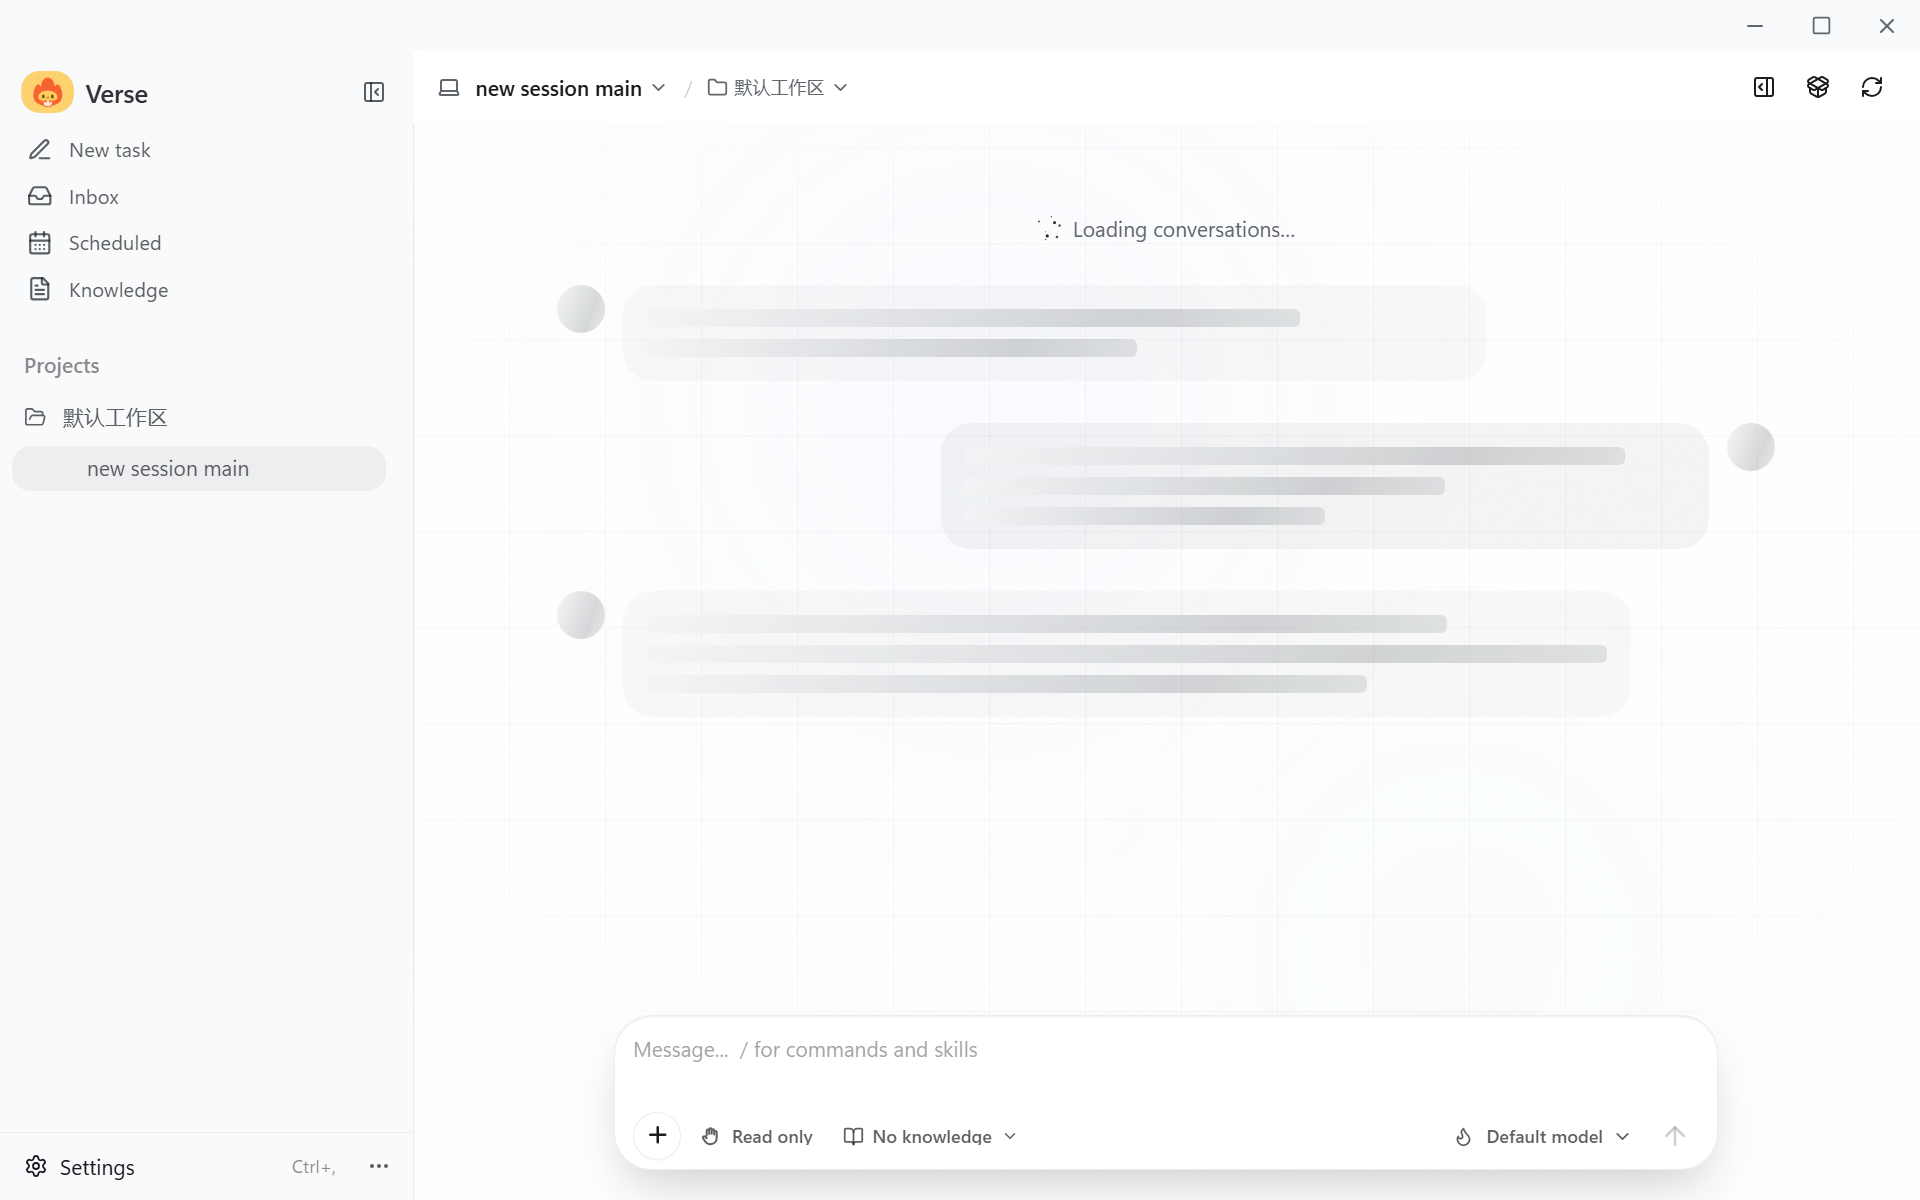 Verse
New task
Inbox
Scheduled
Knowledge
Projects
默认工作区
new session main
Settings
Ctrl+,
new session main / 默认工作区
Loading conversations...
Message... / for commands and skills
Read only
No knowledge
Default model